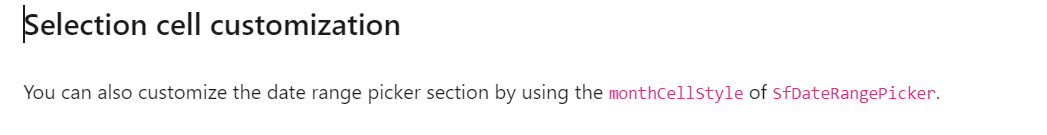 Selection cell customization
You can also customize the date range picker section by using the monthCellStyle of SfDateRangePicker.